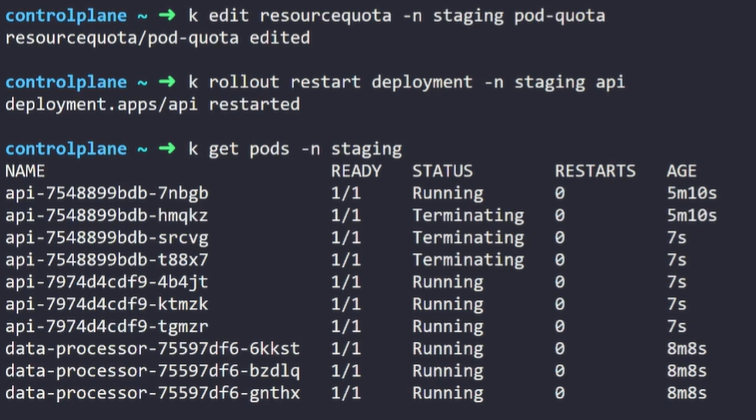 controlplane ~ ➜ k edit resourcequota -n staging pod-quota
resourcequota/pod-quota edited
controlplane ~ ➜ k rollout restart deployment -n staging api
deployment.apps/api restarted
controlplane ~ ➜ k get pods -n staging
NAME READY STATUS RESTARTS AGE
api-7548899bdb-7nbgb 1/1 Running 0 5m10s
api-7548899bdb-hmqkz 1/1 Terminating 0 5m10s
api-7548899bdb-srcvg 1/1 Terminating 0 7s
api-7548899bdb-t88x7 1/1 Terminating 0 7s
api-7974d4cdf9-4b4jt 1/1 Running 0 7s
api-7974d4cdf9-ktmzk 1/1 Running 0 7s
api-7974d4cdf9-tgmzr 1/1 Running 0 7s
data-processor-75597df6-6kkst 1/1 Running 0 8m8s
data-processor-75597df6-bzdlq 1/1 Running 0 8m8s
data-processor-75597df6-gnthx 1/1 Running 0 8m8s